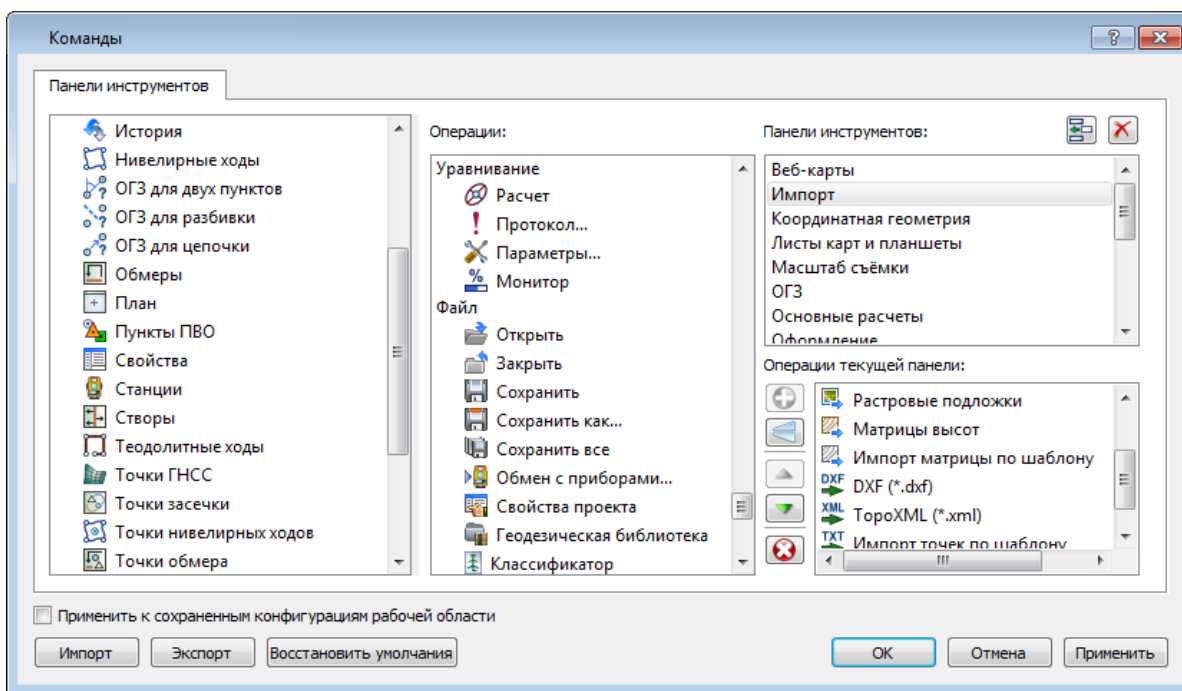 Команды
Панели инструментов
История
Нивелирные ходы
ОГЗ для двух пунктов
ОГЗ для разбивки
ОГЗ для цепочки
Обмеры
План
Пункты ПВО
Свойства
Станции
Створы
Теодолитные ходы
Точки ГНСС
Точки засечки
Точки нивелирных ходов
Точки обмера
Операции:
Уравнивание
Расчет
Протокол...
Параметры...
Монитор
Файл
Открыть
Закрыть
Сохранить
Сохранить как...
Сохранить все
Обмен с приборами...
Свойства проекта
Геодезическая библиотека
Классификатор
Панели инструментов:
Веб-карты
Импорт
Координатная геометрия
Листы карт и планшеты
Масштаб съёмки
ОГЗ
Основные расчеты
Оформление
Операции текущей панели:
Растровые подложки
Матрицы высот
Импорт матрицы по шаблону
DXF DXF (*.dxf)
XML TopoXML (*.xml)
TXT Импорт точек по шаблону
Применить к сохраненным конфигурациям рабочей области
Импорт Экспорт Восстановить умолчания OK Отмена Применить